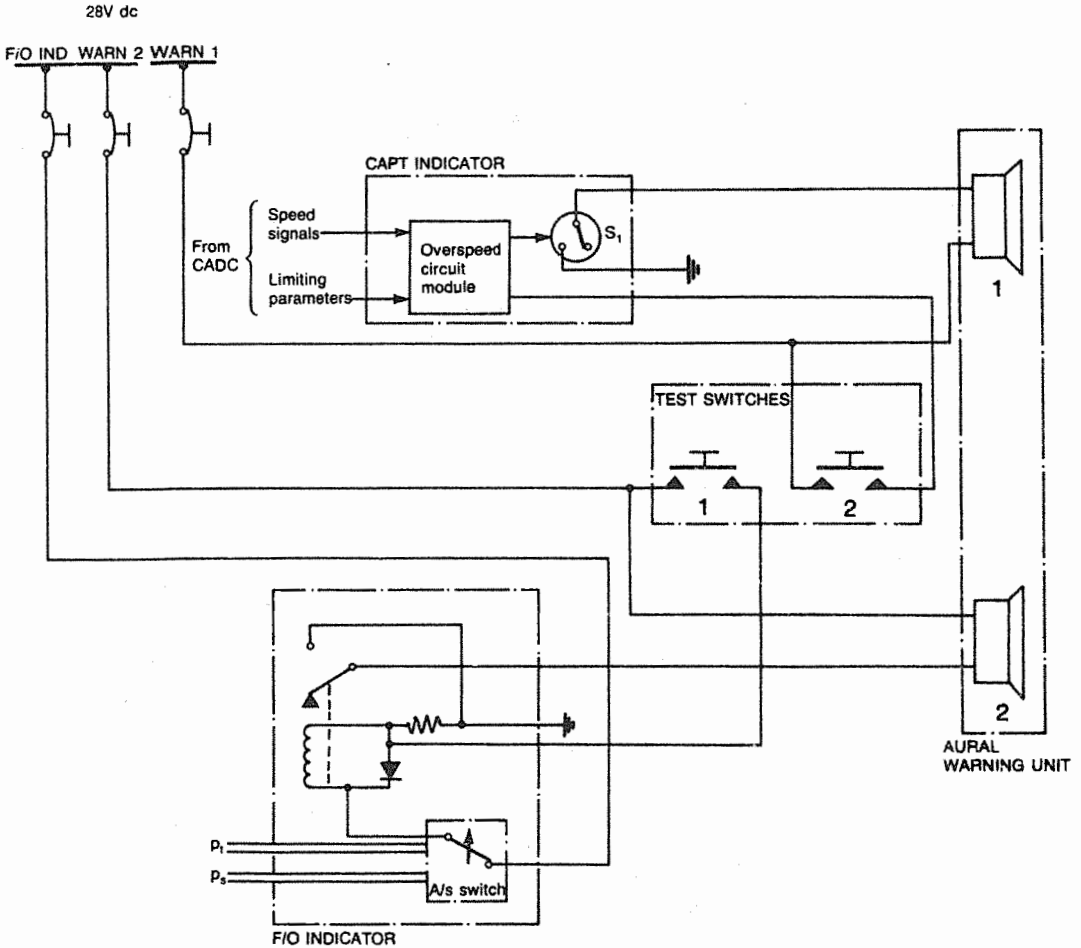 28V dc
F/O IND WARN 2 WARN 1
CAPT INDICATOR
From
CADC
Speed
signals
Limiting
parameters
Overspeed
circuit
module
S1
1
TEST SWITCHES
1
2
2
AURAL
WARNING UNIT
Pt
Ps
A/s switch
F/O INDICATOR